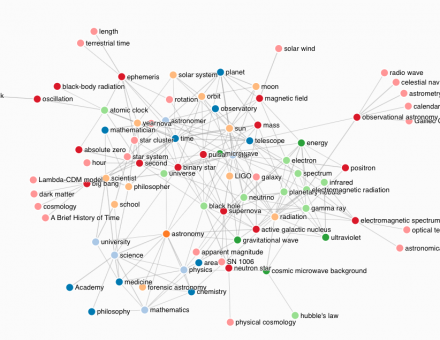 length
terrestrial time
solar wind
ephemeris
solar system
planet
radio wave
celestial nav
black-body radiation
moon
astrometry
k
oscillation
rotation
orbit
magnetic field
calendar
atomic clock
observatory
observational astronomy
year
nova
astronomer
mass
medicine
mathematician
sun
star cluster
time
telescope
energy
absolute zero
star system
pulsar
microwave
hour
second
electron
binary star
positron
universe
spectrum
Lambda-CDM model
scientist
LIGO
galaxy
infrared
big bang
philosopher
electromagnetic radiation
dark matter
neutrino
planetary nebula
cosmology
school
black hole
supernova
gamma ray
A Brief History of Time
radiation
electromagnetic spectrum
active galactic nucleus
optical te
astronomy
ultraviolet
university
gravitational wave
astronomic
science
apparent magnitude
area
SN 1006
physics
neutron star
cosmic microwave background
Academy
forensic astronomy
chemistry
philosophy
mathematics
hubble's law
physical cosmology